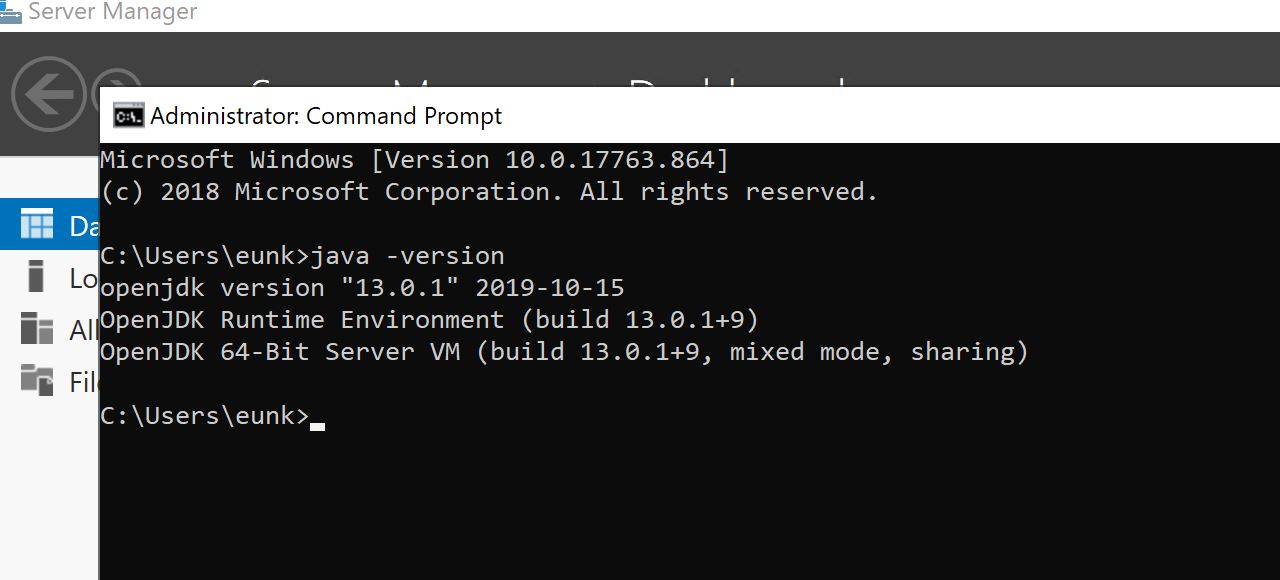 Server Manager
Administrator: Command Prompt
Microsoft Windows [Version 10.0.17763.864]
(c) 2018 Microsoft Corporation. All rights reserved.
C:\Users\eunk>java -version
openjdk version "13.0.1" 2019-10-15
OpenJDK Runtime Environment (build 13.0.1+9)
OpenJDK 64-Bit Server VM (build 13.0.1+9, mixed mode, sharing)
C:\Users\eunk>
Da
Lo
All
File